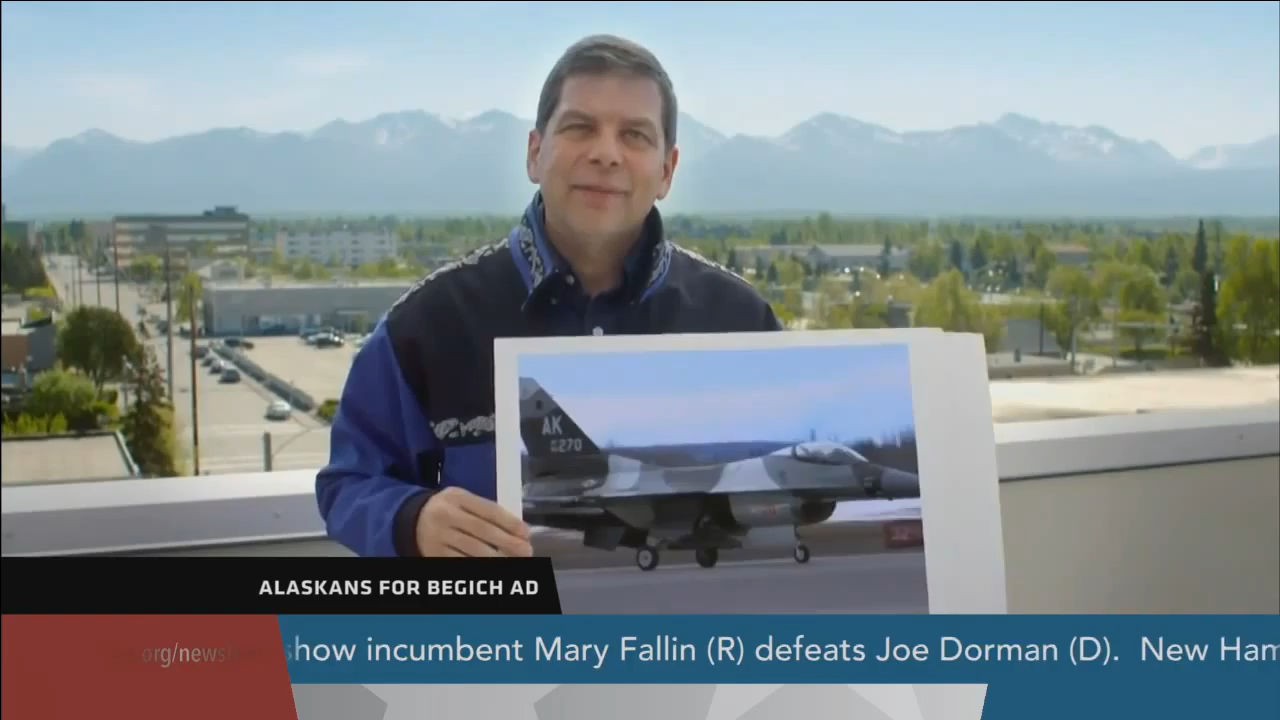 AK
270
ALASKANS FOR BEGICH AD
org/news
show incumbent Mary Fallin (R) defeats Joe Dorman (D). New Ham